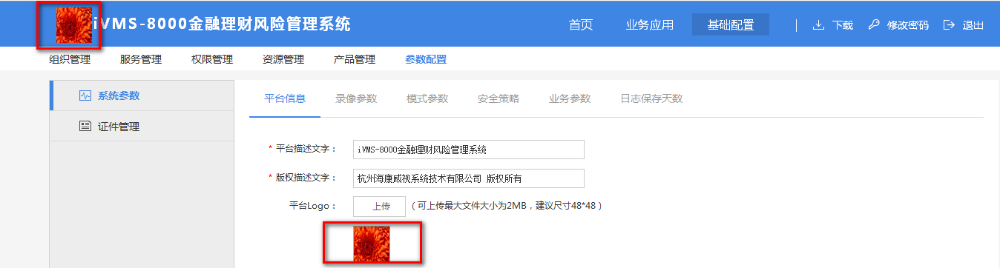 iVMS-8000金融理财风险管理系统 首页 业务应用 基础配置 下载 修改密码 退出
组织管理 服务管理 权限管理 资源管理 产品管理 参数配置
系统参数
证件管理
平台信息 录像参数 模式参数 安全策略 业务参数 日志保存天数
* 平台描述文字： iVMS-8000金融理财风险管理系统
* 版权描述文字： 杭州海康威视系统技术有限公司 版权所有
平台Logo： 上传 （可上传最大文件大小为2MB，建议尺寸48*48）